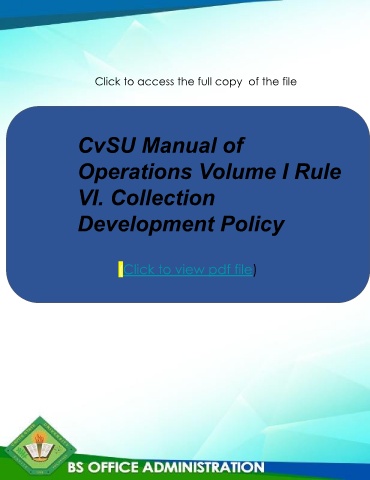 Click to access the full copy of the file
CvSU Manual of
Operations Volume I Rule
VI. Collection
Development Policy
(Click to view pdf file)
BS OFFICE ADMINISTRATION